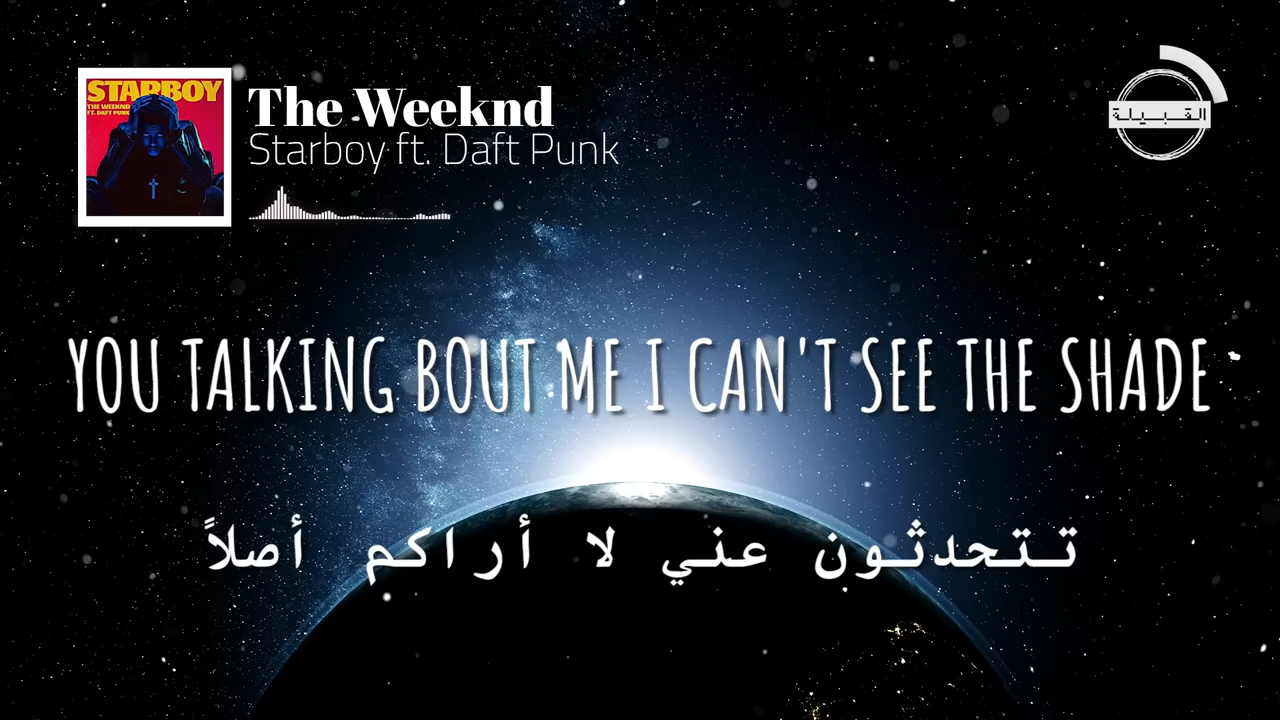 STARBOY
THE WEEKND
FT. DAFT PUNK
The Weeknd
Starboy ft. Daft Punk
القبيلة
YOU TALKING BOUT ME I CAN'T SEE THE SHADE
تتحدثون عني لا أراكم أصلاً